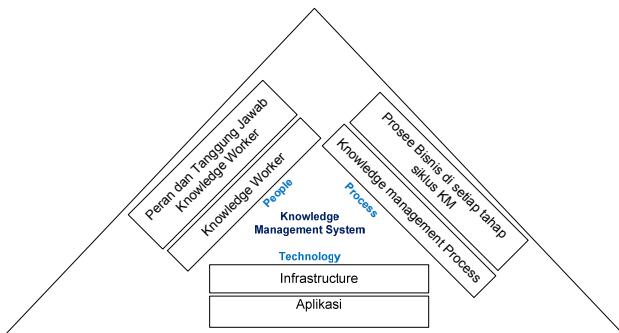 Peran dan Tanggung Jawab
Knowledge Worker
Knowledge Worker
People
Prosee Bisnis di setiap tahap
siklus KM
Knowledge management Process
Process
Knowledge
Management System
Technology
Infrastructure
Aplikasi